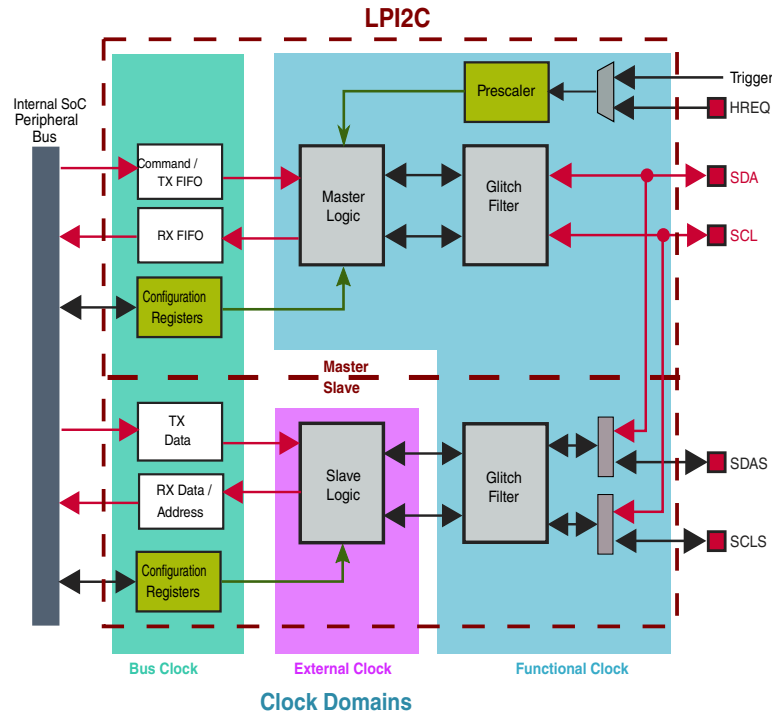 LPI2C
Internal SoC
Peripheral
Bus
Prescaler
Trigger
HREQ
Command /
TX FIFO
Master
Logic
Glitch
Filter
SDA
RX FIFO
SCL
Configuration
Registers
Master
Slave
TX
Data
Slave
Logic
Glitch
Filter
SDAS
RX Data /
Address
SCLS
Configuration
Registers
Bus Clock
External Clock
Functional Clock
Clock Domains